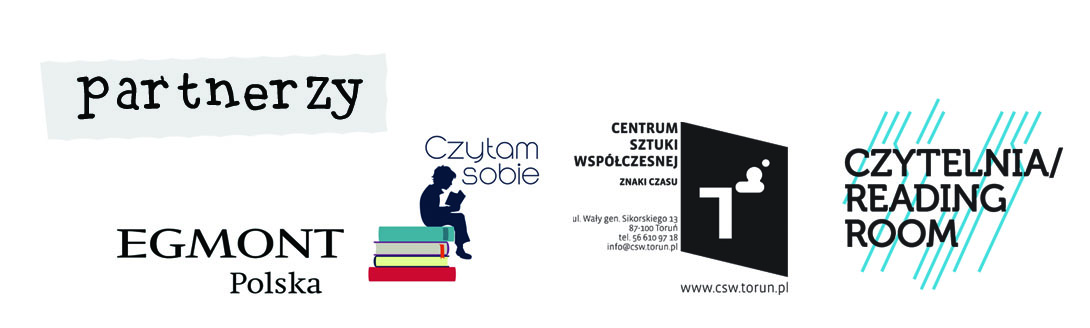 partnerzy
EGMONT
Polska
Czytam
sobie
CENTRUM
SZTUKI
WSPÓŁCZESNEJ
ZNAKI CZASU
ul. Wały gen. Sikorskiego 13
87-100 Toruń
tel. 56 610 97 18
info@csw.torun.pl
www.csw.torun.pl
CZYTELNIA/
READING
ROOM